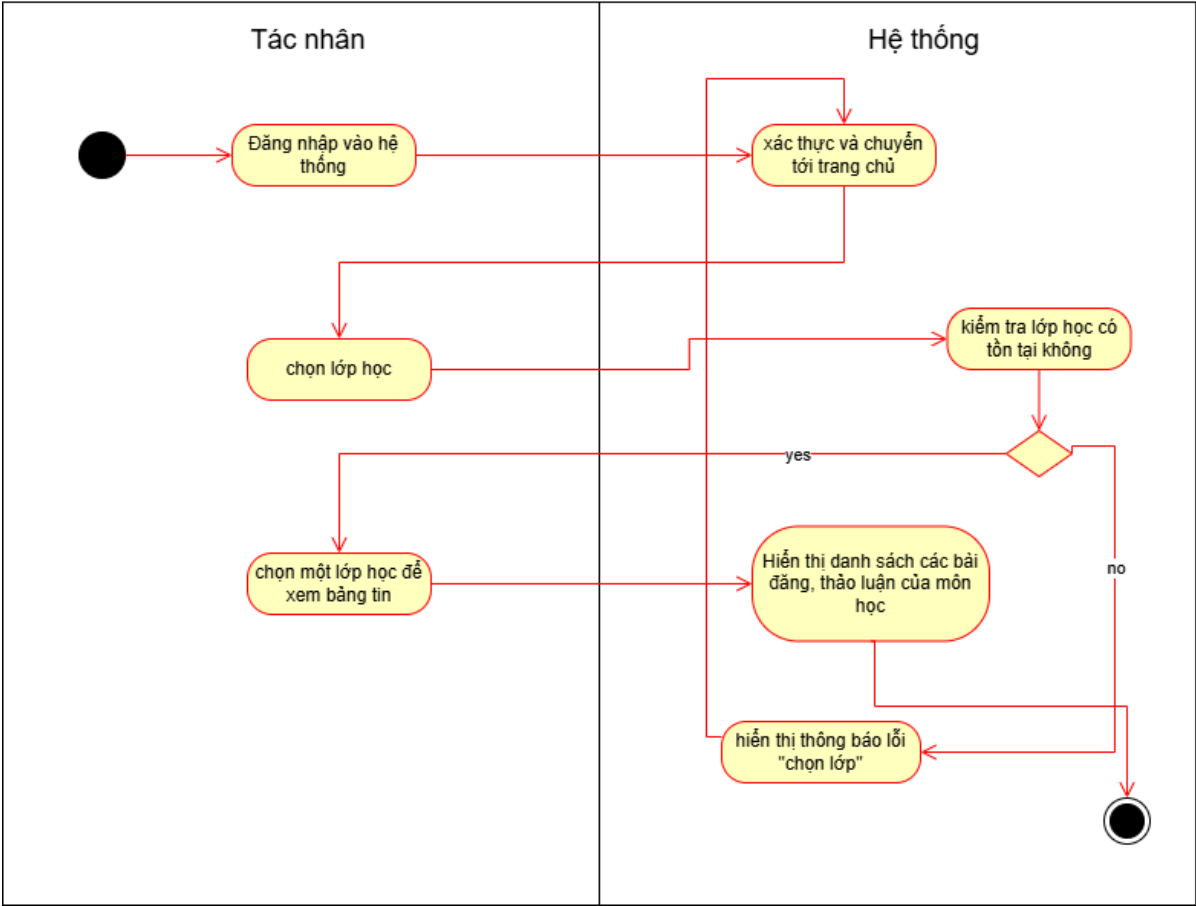 Tác nhân
Hệ thống
Đăng nhập vào hệ
thống
xác thực và chuyển
tới trang chủ
chọn lớp học
kiểm tra lớp học có
tồn tại không
yes
chọn một lớp học để
xem bảng tin
Hiển thị danh sách các bài
đăng, thảo luận của môn
học
no
hiển thị thông báo lỗi
"chọn lớp"